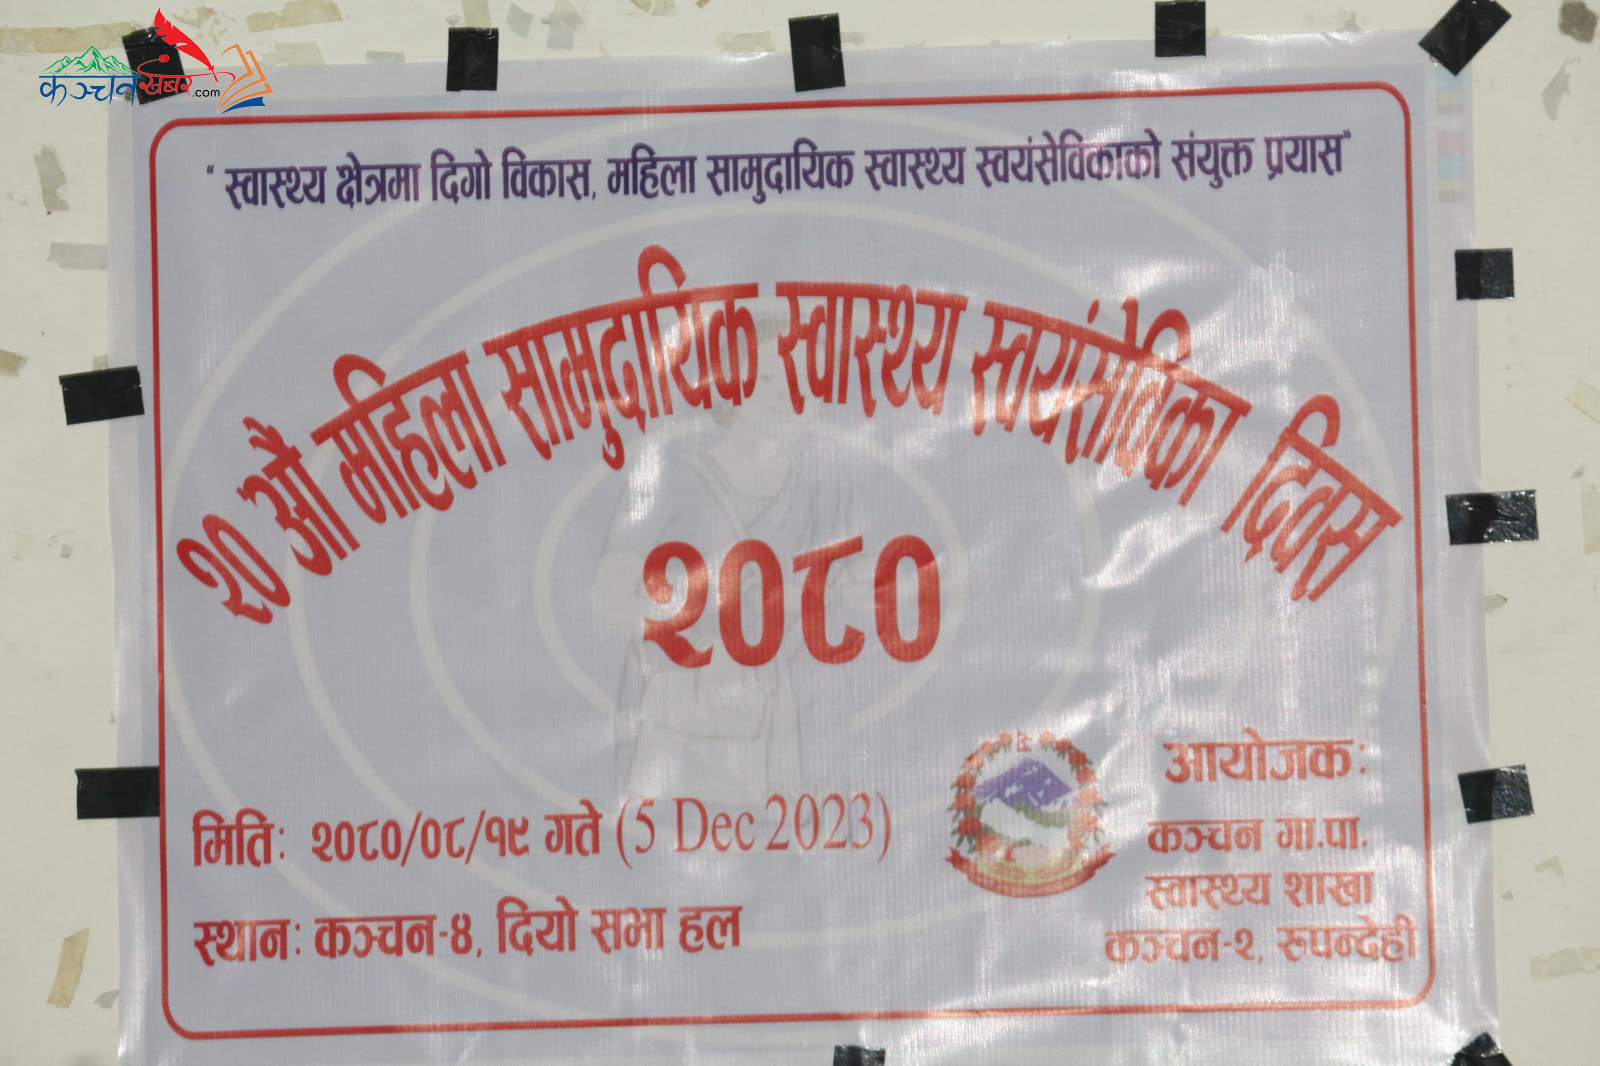 कञ्चनखबर.com
“ स्वास्थ्य क्षेत्रमा दिगो विकास, महिला सामुदायिक स्वास्थ्य स्वयंसेविकाको संयुक्त प्रयास”
२० औं महिला सामुदायिक स्वास्थ्य स्वयंसेविका दिवस
२०८०
मितिः २०८०/०८/१९ गते (5 Dec 2023)
स्थानः कञ्चन-४, दियो सभा हल
आयोजकः
कञ्चन गा.पा.
स्वास्थ्य शाखा
कञ्चन-२, रुपन्देही